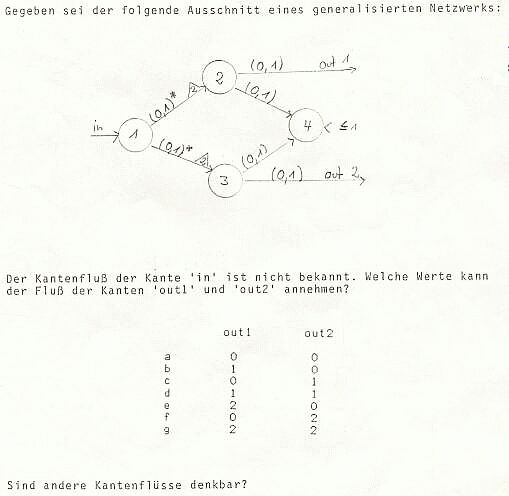 Gegeben sei der folgende Ausschnitt eines generalisierten Netzwerks:
2
(0,1) out 1
2
(0,1)*
(0,1)
in
1
4
≤1
(0,1)*
2
(0,1)
3
(0,1) out 2
Der Kantenfluß der Kante 'in' ist nicht bekannt. Welche Werte kann
der Fluß der Kanten 'out1' und 'out2' annehmen?
out1 out2
a 0 0
b 1 0
c 0 1
d 1 1
e 2 0
f 0 2
g 2 2
Sind andere Kantenflüsse denkbar?